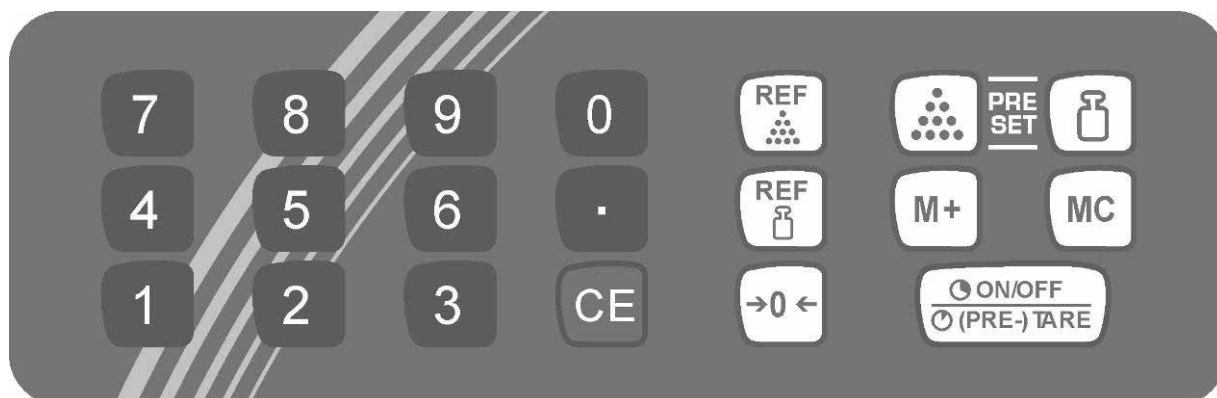 7 8 9 0 REF PRE
SET
4 5 6 . REF M+ MC
1 2 3 CE →0← ON/OFF
(PRE-) TARE